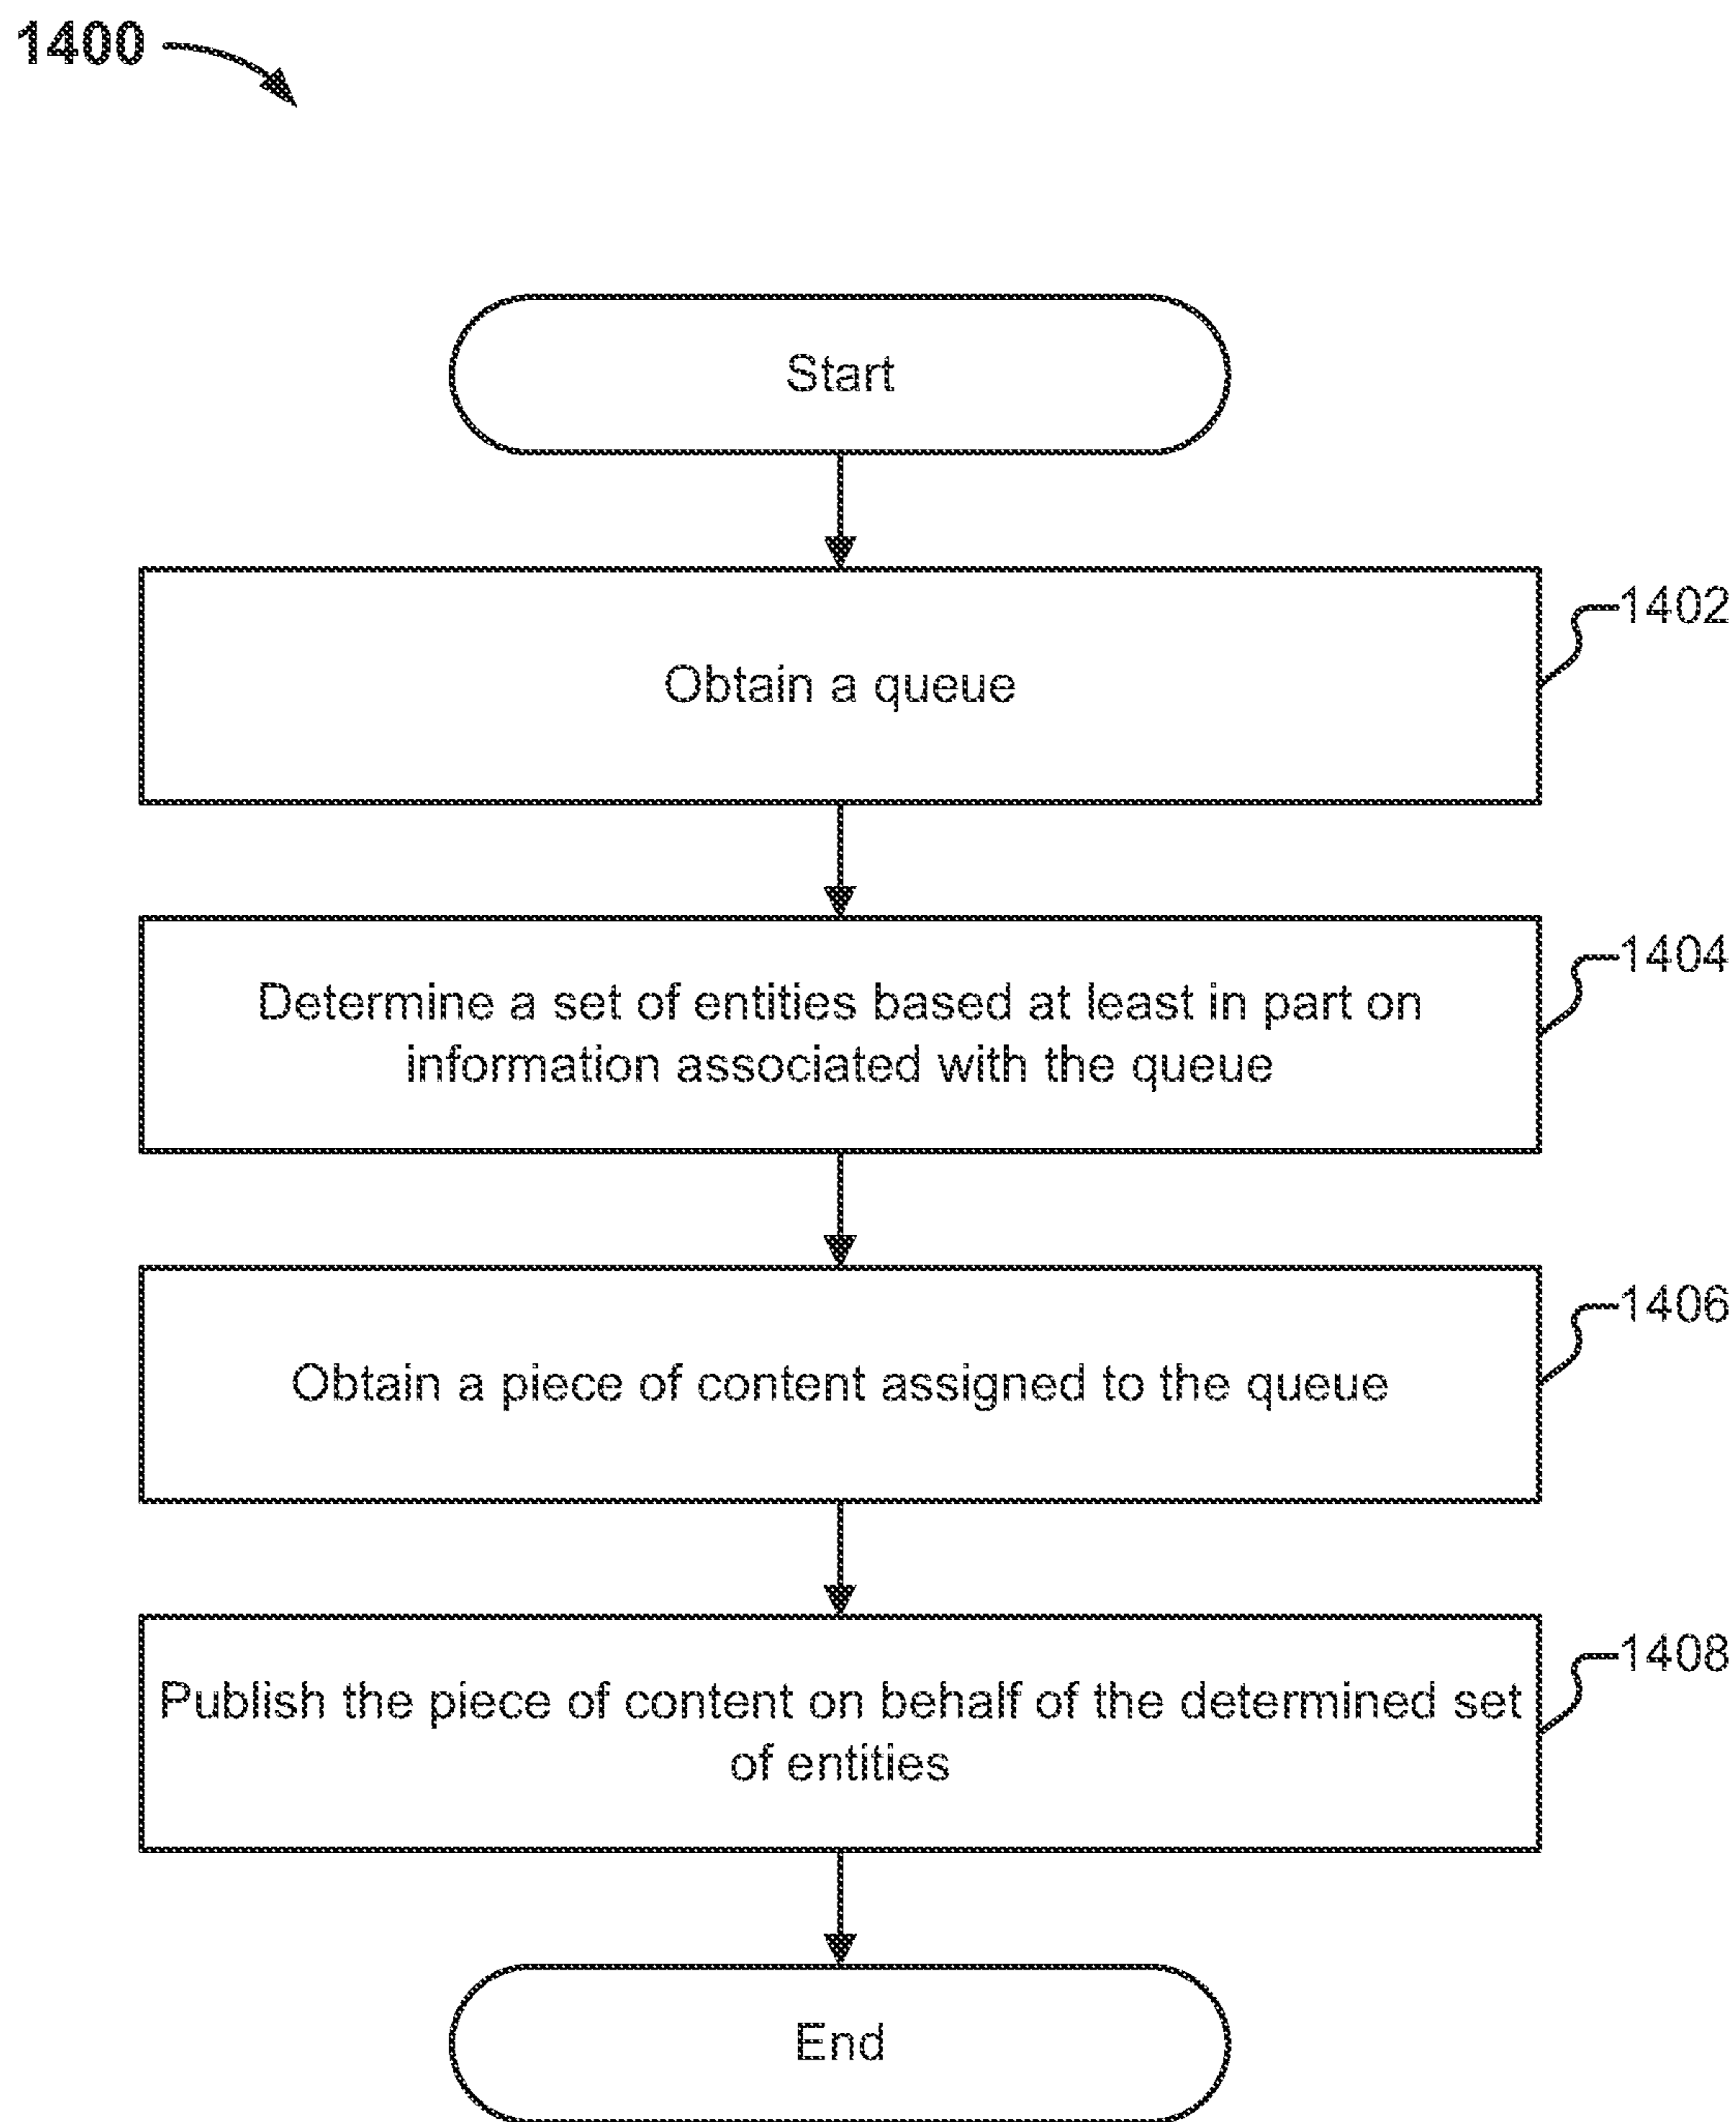 1400
Start
Obtain a queue
1402
Determine a set of entities based at least in part on
information associated with the queue
1404
Obtain a piece of content assigned to the queue
1406
Publish the piece of content on behalf of the determined set
of entities
1408
End